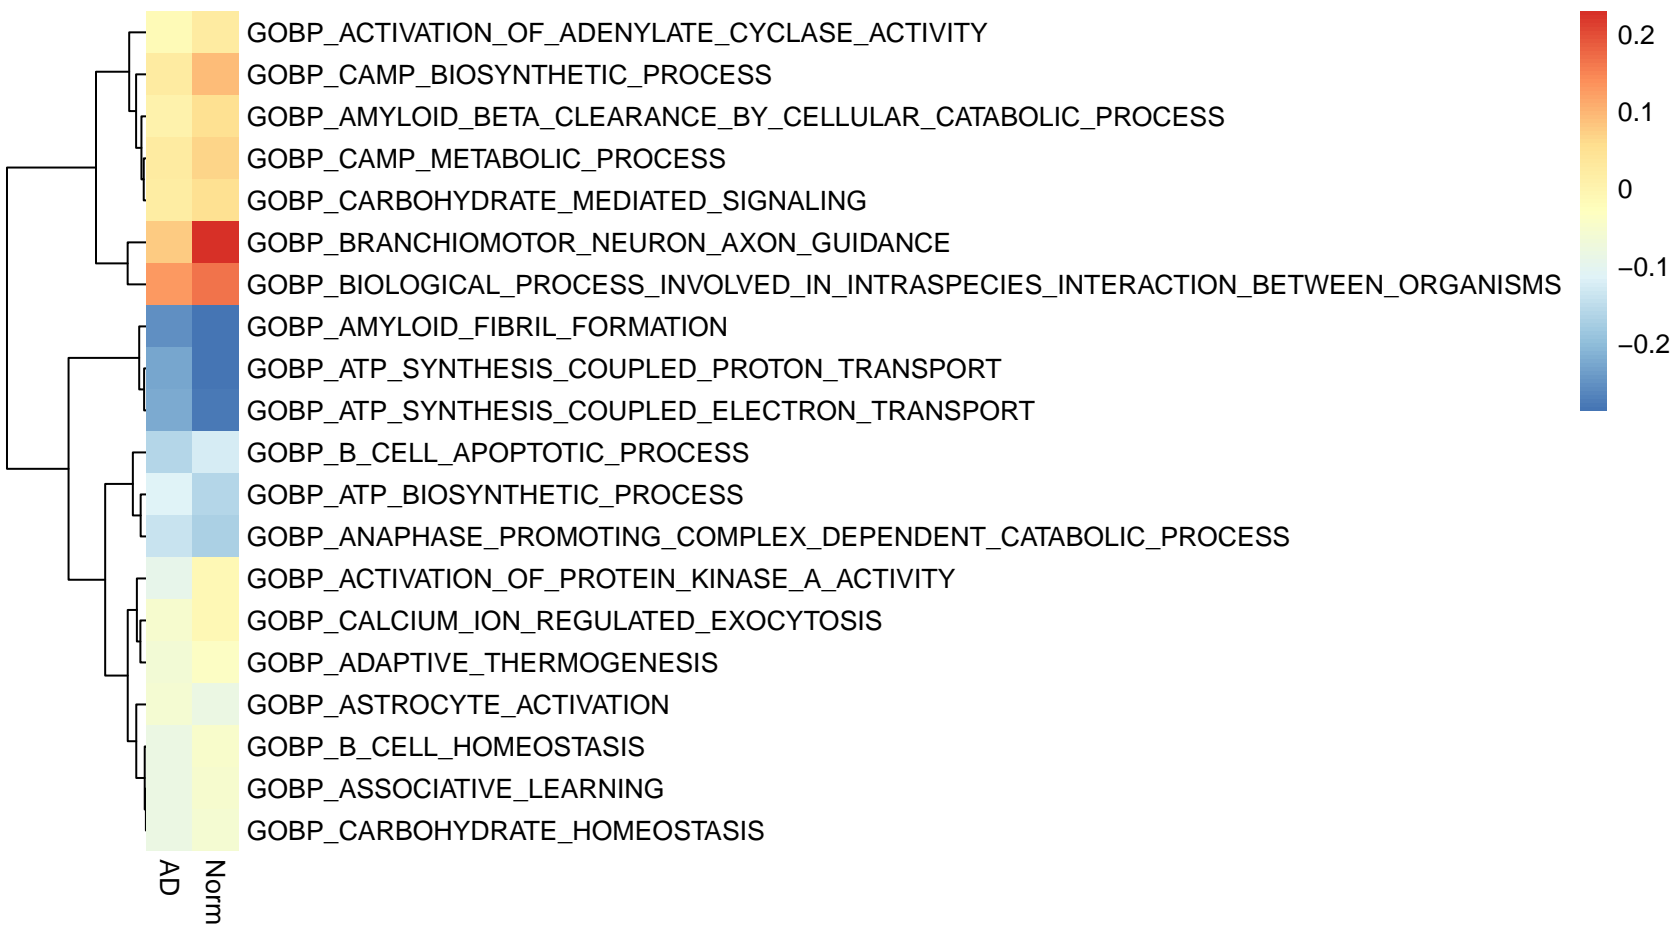 GOBP_ACTIVATION_OF_ADENYLATE_CYCLASE_ACTIVITY
GOBP_CAMP_BIOSYNTHETIC_PROCESS
GOBP_AMYLOID_BETA_CLEARANCE_BY_CELLULAR_CATABOLIC_PROCESS
GOBP_CAMP_METABOLIC_PROCESS
GOBP_CARBOHYDRATE_MEDIATED_SIGNALING
GOBP_BRANCHIOMOTOR_NEURON_AXON_GUIDANCE
GOBP_BIOLOGICAL_PROCESS_INVOLVED_IN_INTRASPECIES_INTERACTION_BETWEEN_ORGANISMS
GOBP_AMYLOID_FIBRIL_FORMATION
GOBP_ATP_SYNTHESIS_COUPLED_PROTON_TRANSPORT
GOBP_ATP_SYNTHESIS_COUPLED_ELECTRON_TRANSPORT
GOBP_B_CELL_APOPTOTIC_PROCESS
GOBP_ATP_BIOSYNTHETIC_PROCESS
GOBP_ANAPHASE_PROMOTING_COMPLEX_DEPENDENT_CATABOLIC_PROCESS
GOBP_ACTIVATION_OF_PROTEIN_KINASE_A_ACTIVITY
GOBP_CALCIUM_ION_REGULATED_EXOCYTOSIS
GOBP_ADAPTIVE_THERMOGENESIS
GOBP_ASTROCYTE_ACTIVATION
GOBP_B_CELL_HOMEOSTASIS
GOBP_ASSOCIATIVE_LEARNING
GOBP_CARBOHYDRATE_HOMEOSTASIS
AD
Norm
0.2
0.1
0
−0.1
−0.2